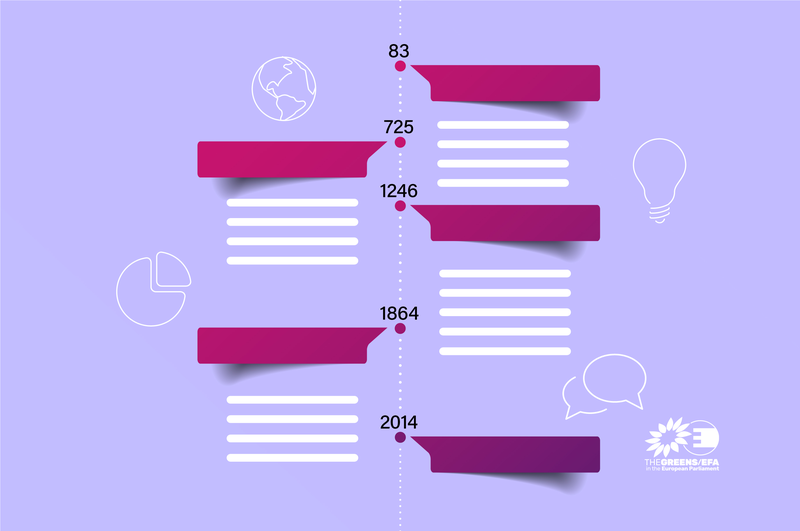 83
725
1246
1864
2014
THE GREENS/EFA
in the European Parliament